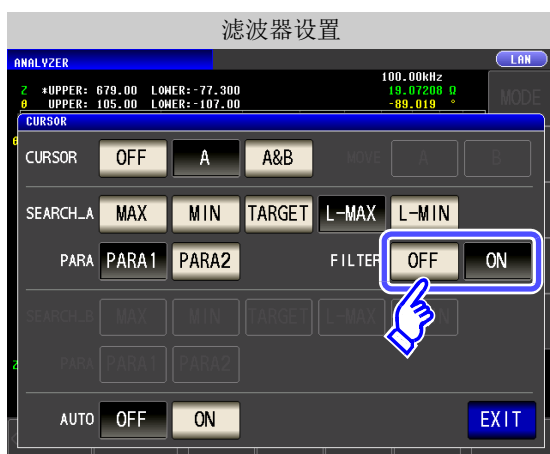 滤波器设置
ANALYZER LAN
100.00kHz
Z *UPPER: 679.00 LOWER:-77.300 19.07208 Ω
θ UPPER: 105.00 LOWER:-107.00 -89.019 °
MODE
CURSOR
θ
CURSOR OFF A A&B MOVE A B
SEARCH_A MAX MIN TARGET L-MAX L-MIN
PARA PARA1 PARA2 FILTER OFF ON
SEARCH_B MAX MIN TARGET L-MAX N
Z PARA PARA1 PARA2
AUTO OFF ON EXIT